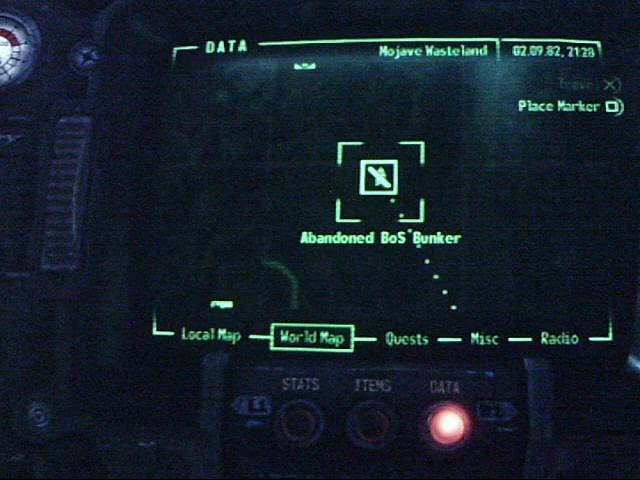 DATA
Mojave Wasteland
02.09.82, 21:28
Travel X)
Place Marker
Abandoned BoS Bunker
Local Map
World Map
Quests
Misc
Radio
STATS
ITEMS
DATA
L1